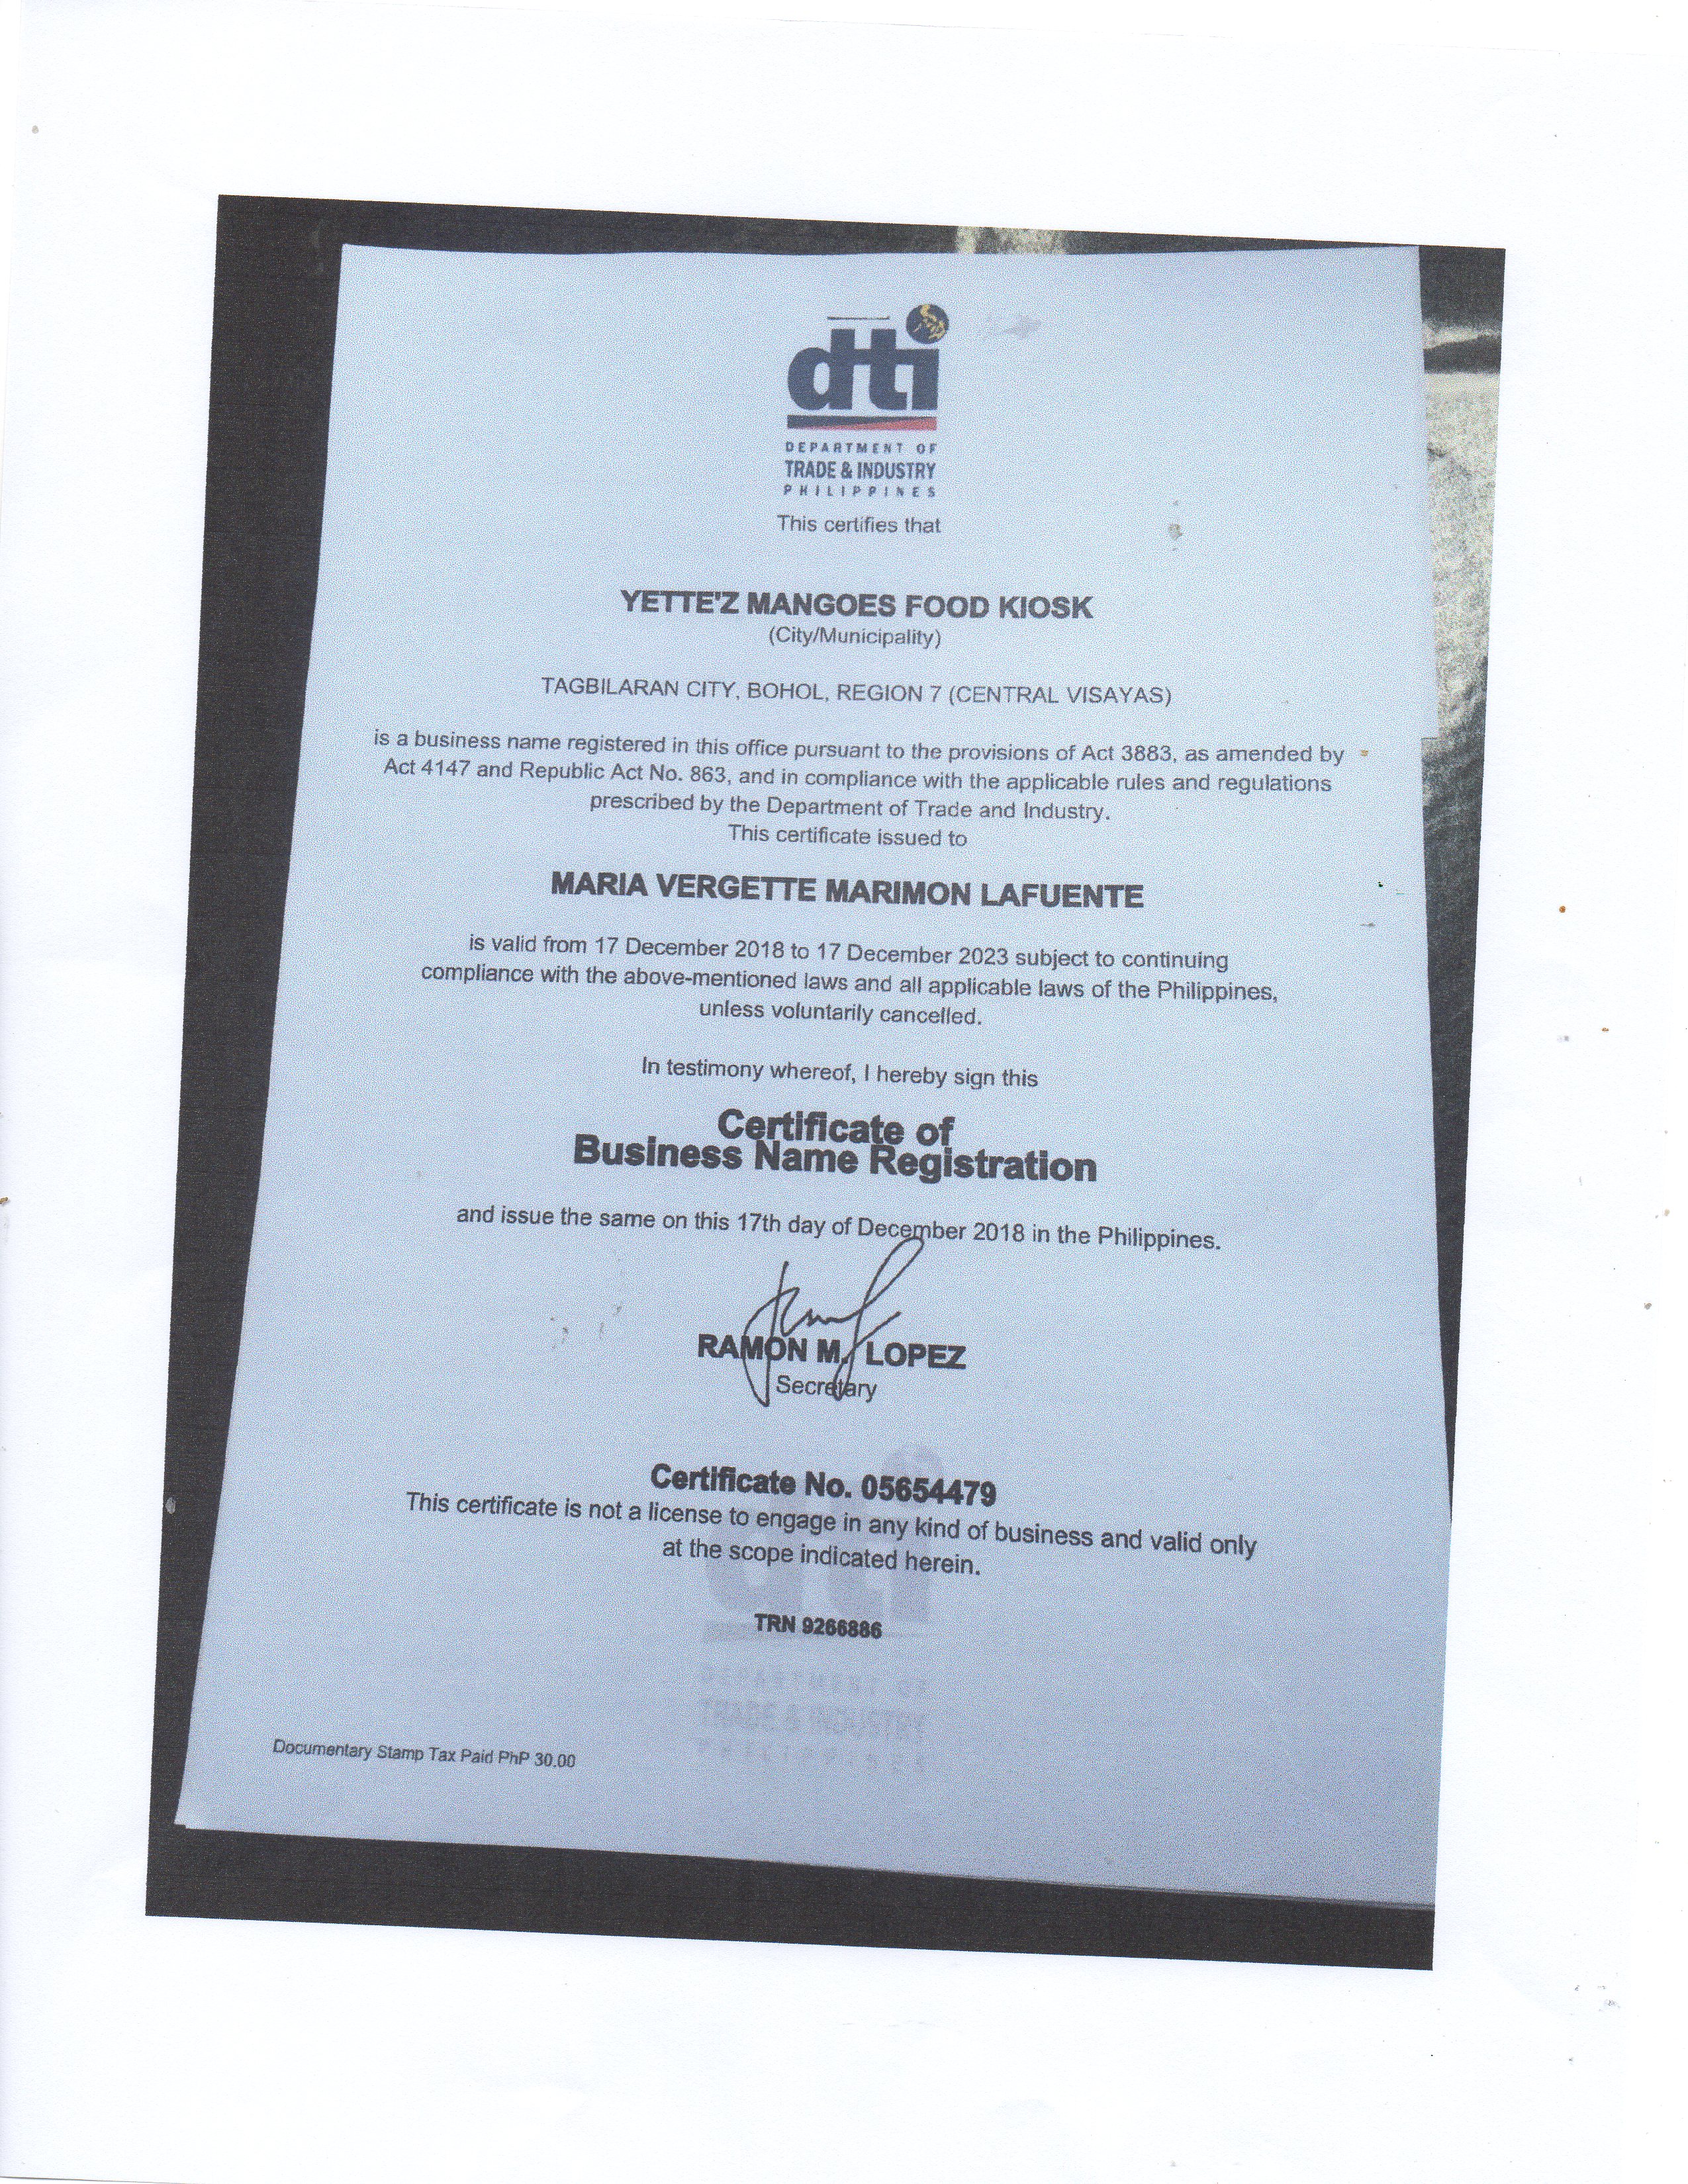 dti
DEPARTMENT OF
TRADE & INDUSTRY
PHILIPPINES
This certifies that
YETTE'Z MANGOES FOOD KIOSK
(City/Municipality)
TAGBILARAN CITY, BOHOL, REGION 7 (CENTRAL VISAYAS)
is a business name registered in this office pursuant to the provisions of Act 3883, as amended by
Act 4147 and Republic Act No. 863, and in compliance with the applicable rules and regulations
prescribed by the Department of Trade and Industry.
This certificate issued to
MARIA VERGETTE MARIMON LAFUENTE
is valid from 17 December 2018 to 17 December 2023 subject to continuing
compliance with the above-mentioned laws and all applicable laws of the Philippines,
unless voluntarily cancelled.
In testimony whereof, I hereby sign this
Certificate of
Business Name Registration
and issue the same on this 17th day of December 2018 in the Philippines.
RAMON M. LOPEZ
Secretary
Certificate No. 05654479
This certificate is not a license to engage in any kind of business and valid only
at the scope indicated herein.
TRN 9266886
TRADE & INDUSTRY
Documentary Stamp Tax Paid PhP 30.00